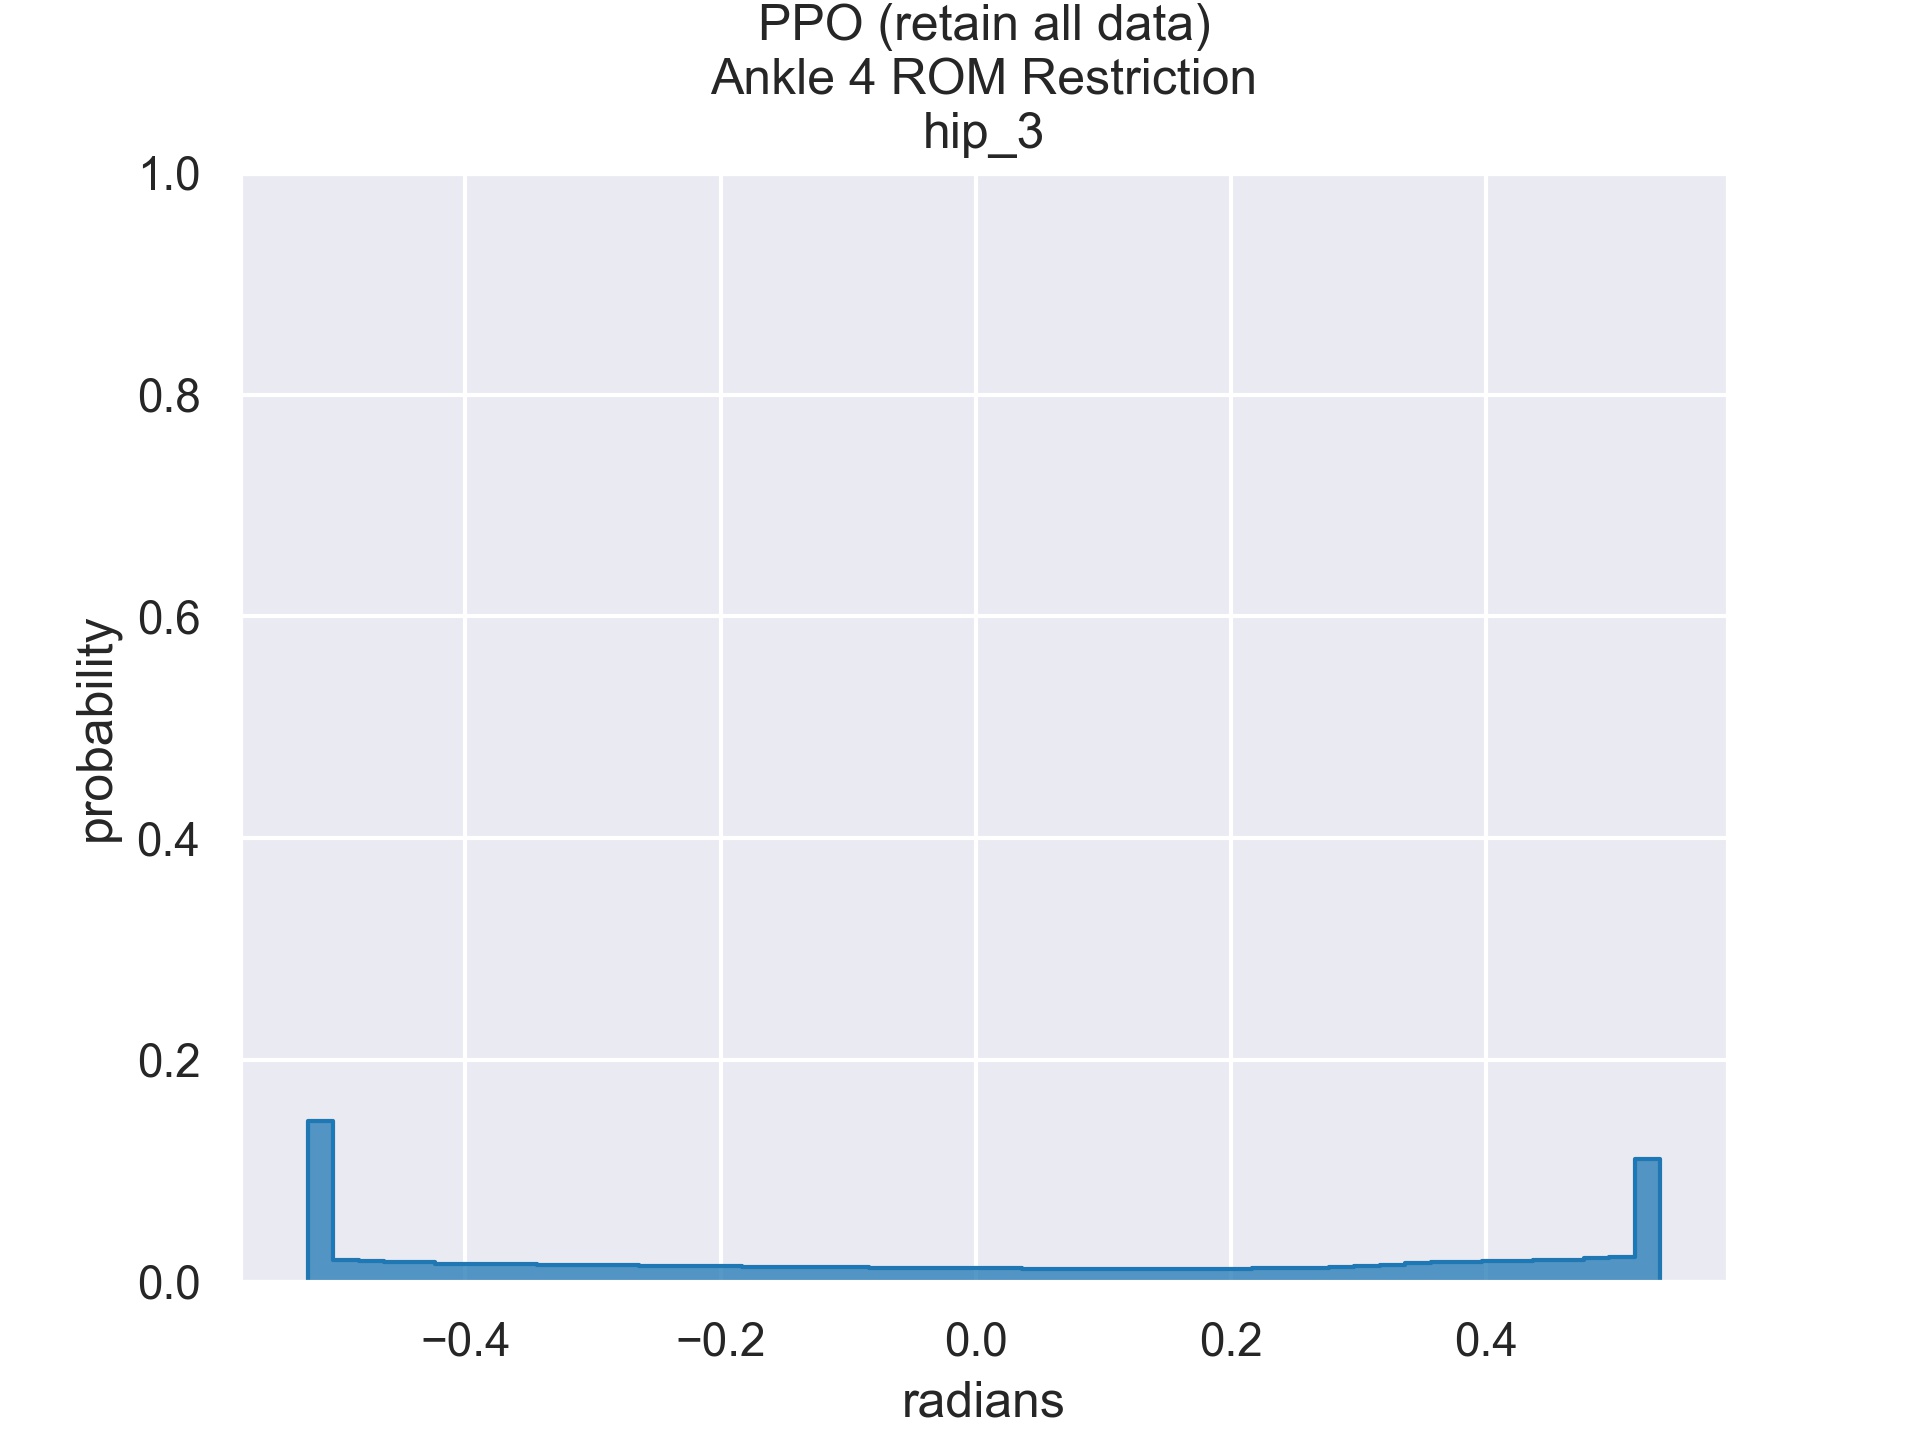 PPO (retain all data)
Ankle 4 ROM Restriction
hip_3
1.0
0.8
0.6
0.4
0.2
0.0
probability
−0.4
−0.2
0.0
0.2
0.4
radians